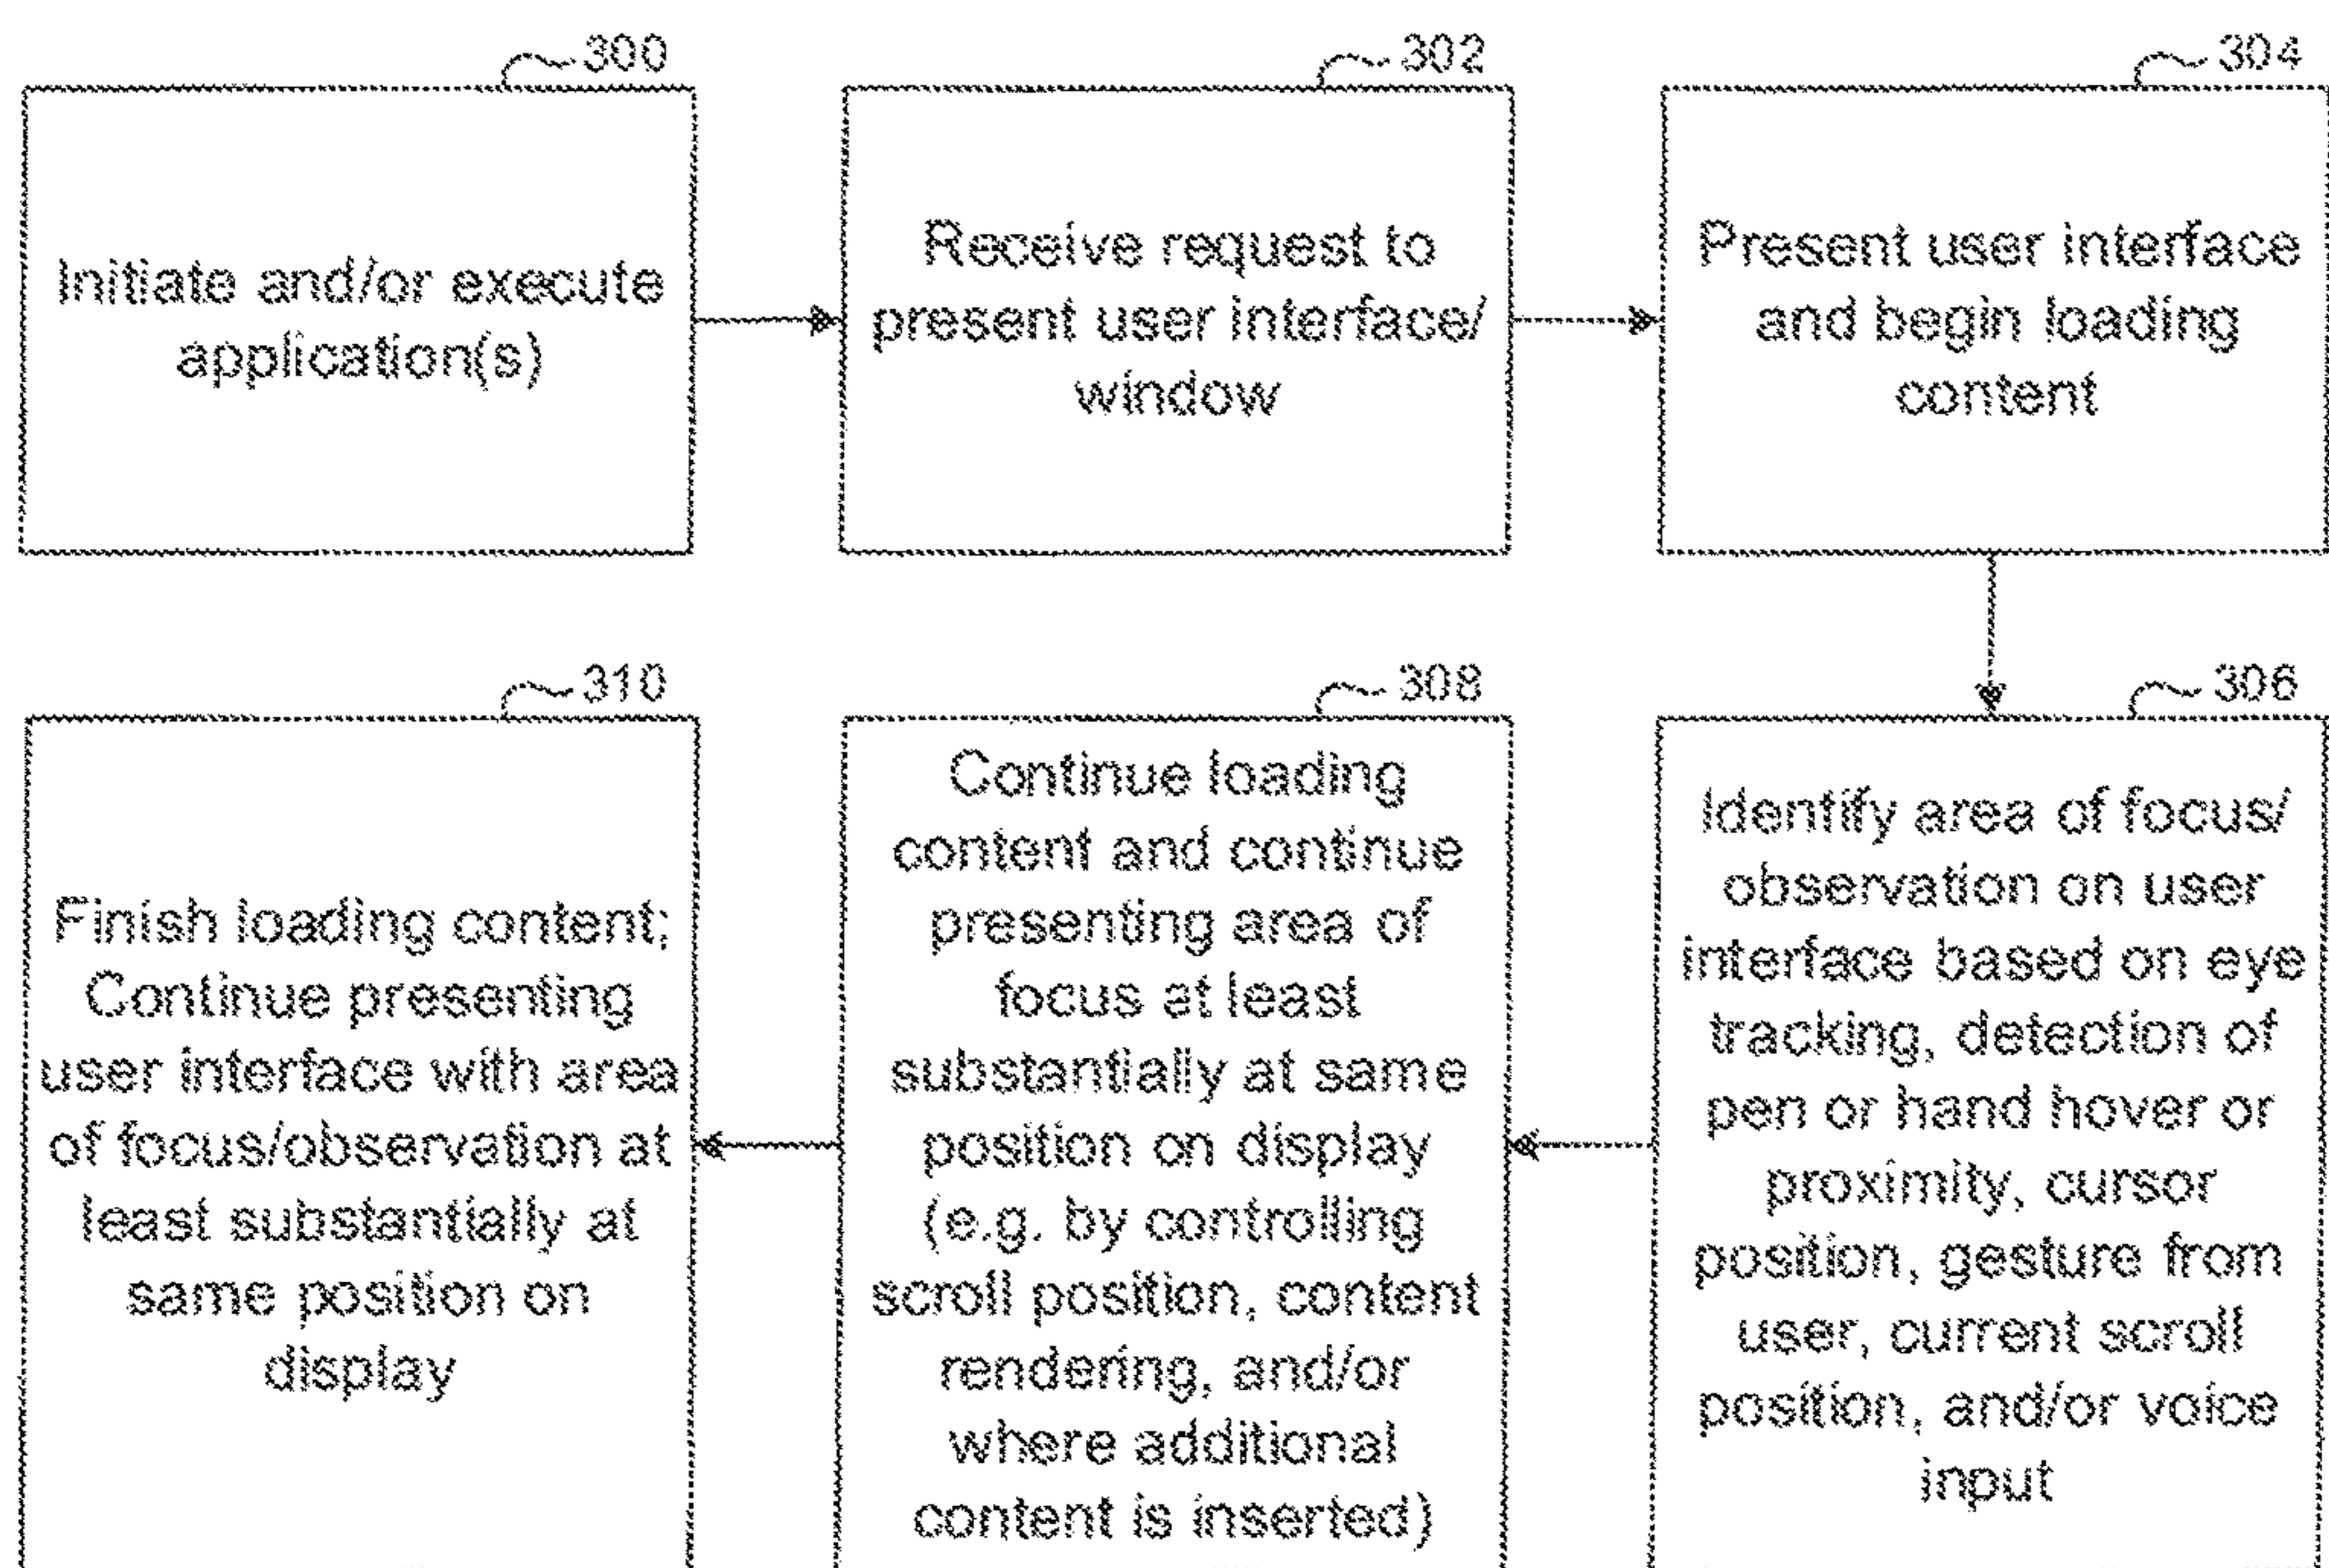 300
Initiate and/or execute
application(s)
302
Receive request to
present user interface/
window
304
Present user interface
and begin loading
content
306
Identify area of focus/
observation on user
interface based on eye
tracking, detection of
pen or hand hover or
proximity, cursor
position, gesture from
user, current scroll
position, and/or voice
input
308
Continue loading
content and continue
presenting area of
focus at least
substantially at same
position on display
(e.g. by controlling
scroll position, content
rendering, and/or
where additional
content is inserted)
310
Finish loading content;
Continue presenting
user interface with area
of focus/observation at
least substantially at
same position on
display